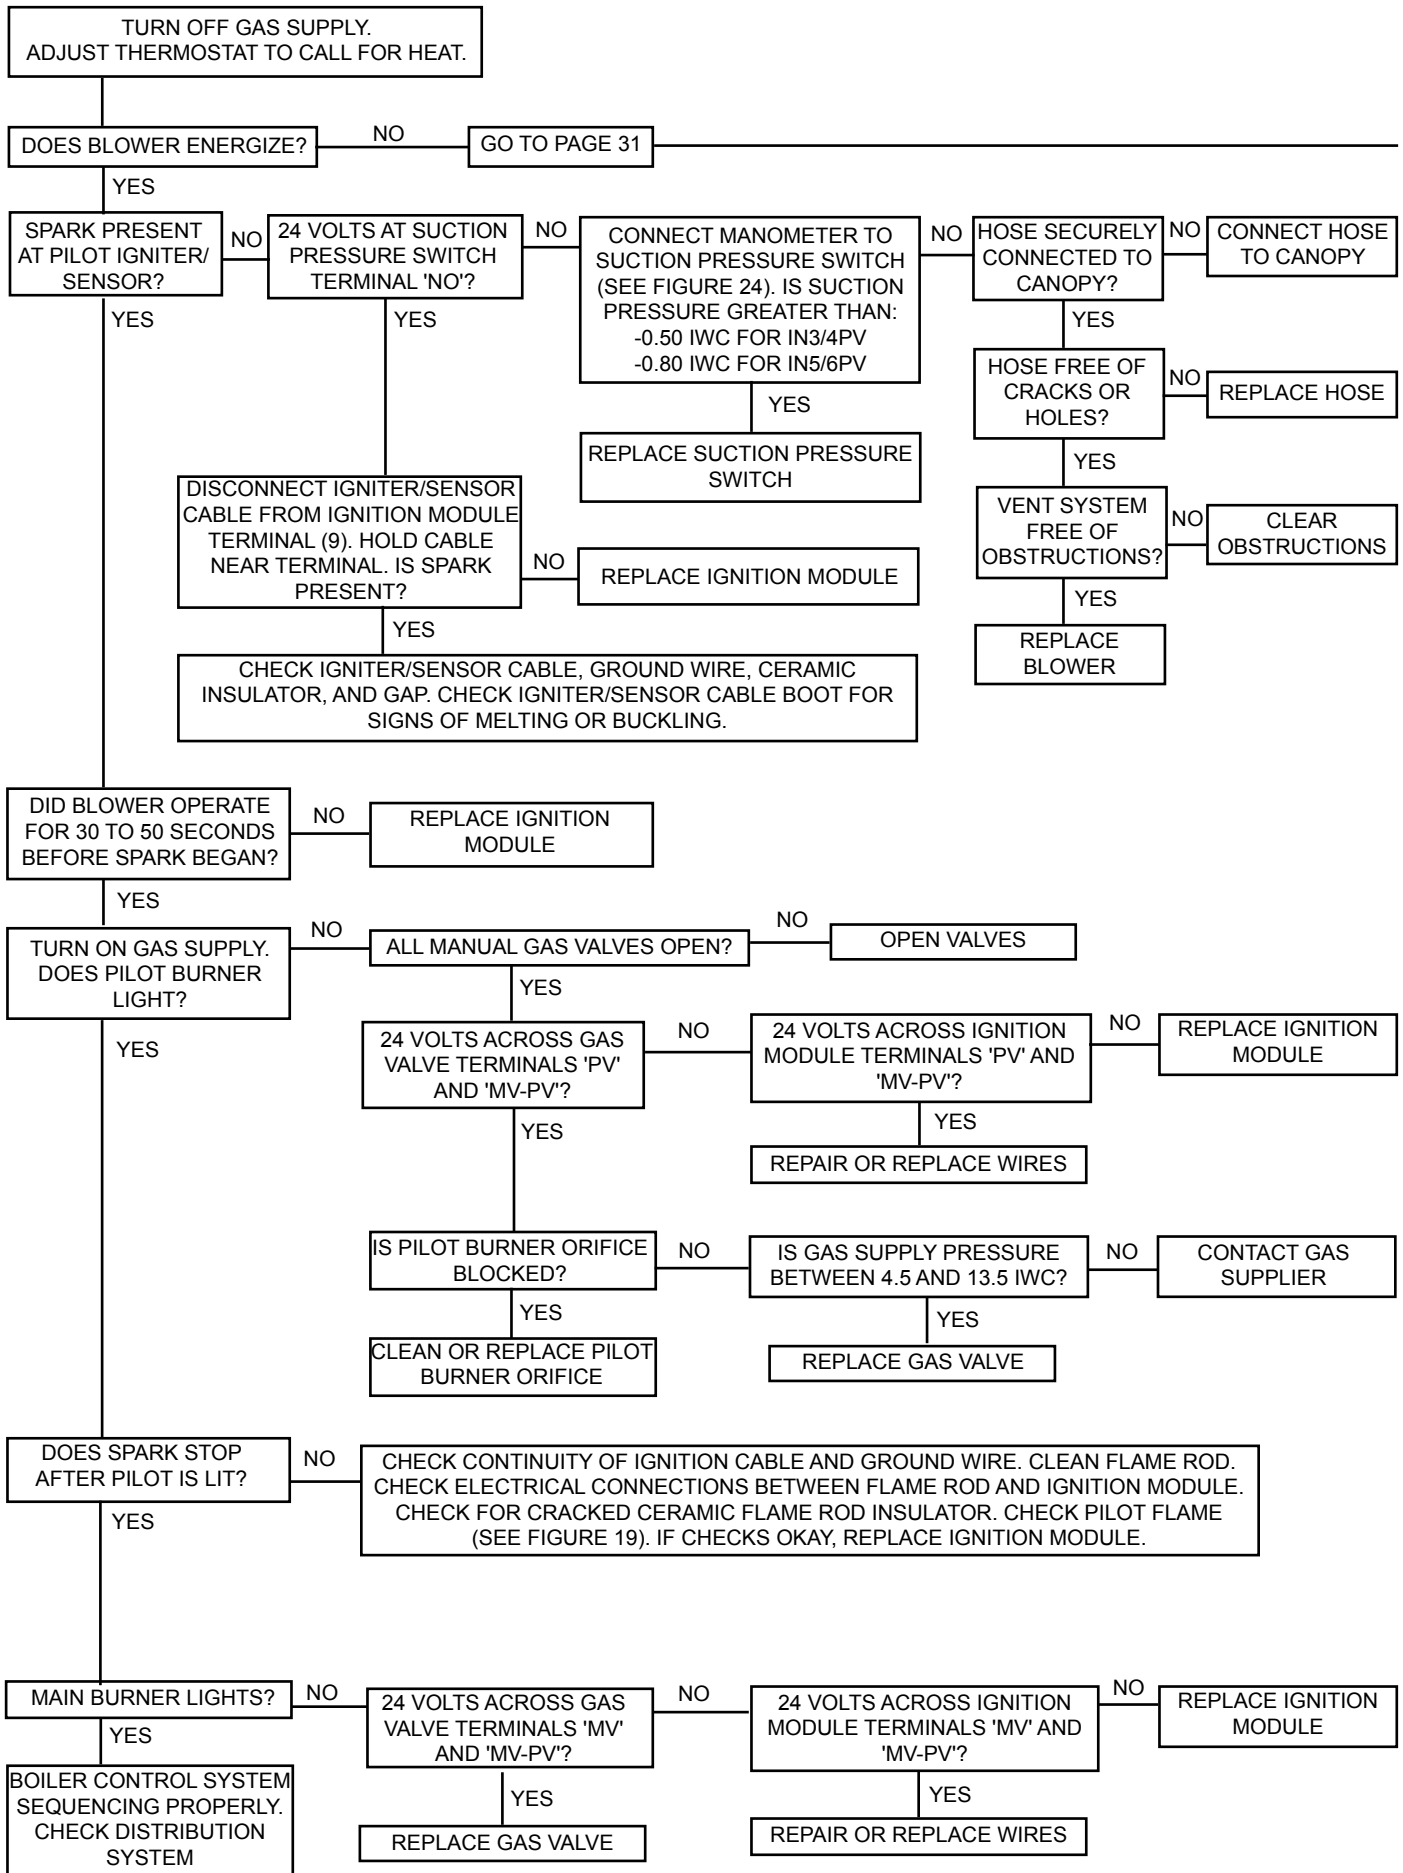 TURN OFF GAS SUPPLY.
ADJUST THERMOSTAT TO CALL FOR HEAT.
DOES BLOWER ENERGIZE?
NO
GO TO PAGE 31
YES
SPARK PRESENT
AT PILOT IGNITER/
SENSOR?
NO
24 VOLTS AT SUCTION
PRESSURE SWITCH
TERMINAL 'NO'?
NO
CONNECT MANOMETER TO
SUCTION PRESSURE SWITCH
(SEE FIGURE 24). IS SUCTION
PRESSURE GREATER THAN:
-0.50 IWC FOR IN3/4PV
-0.80 IWC FOR IN5/6PV
NO
HOSE SECURELY
CONNECTED TO
CANOPY?
NO
CONNECT HOSE
TO CANOPY
YES
YES
YES
HOSE FREE OF
CRACKS OR
HOLES?
NO
REPLACE HOSE
YES
REPLACE SUCTION PRESSURE
SWITCH
YES
DISCONNECT IGNITER/SENSOR
CABLE FROM IGNITION MODULE
TERMINAL (9). HOLD CABLE
NEAR TERMINAL. IS SPARK
PRESENT?
NO
REPLACE IGNITION MODULE
VENT SYSTEM
FREE OF
OBSTRUCTIONS?
NO
CLEAR
OBSTRUCTIONS
YES
YES
REPLACE
BLOWER
CHECK IGNITER/SENSOR CABLE, GROUND WIRE, CERAMIC
INSULATOR, AND GAP. CHECK IGNITER/SENSOR CABLE BOOT FOR
SIGNS OF MELTING OR BUCKLING.
DID BLOWER OPERATE
FOR 30 TO 50 SECONDS
BEFORE SPARK BEGAN?
NO
REPLACE IGNITION
MODULE
YES
TURN ON GAS SUPPLY.
DOES PILOT BURNER
LIGHT?
NO
ALL MANUAL GAS VALVES OPEN?
NO
OPEN VALVES
YES
YES
24 VOLTS ACROSS GAS
VALVE TERMINALS 'PV'
AND 'MV-PV'?
NO
24 VOLTS ACROSS IGNITION
MODULE TERMINALS 'PV' AND
'MV-PV'?
NO
REPLACE IGNITION
MODULE
YES
YES
REPAIR OR REPLACE WIRES
IS PILOT BURNER ORIFICE
BLOCKED?
NO
IS GAS SUPPLY PRESSURE
BETWEEN 4.5 AND 13.5 IWC?
NO
CONTACT GAS
SUPPLIER
YES
YES
CLEAN OR REPLACE PILOT
BURNER ORIFICE
REPLACE GAS VALVE
DOES SPARK STOP
AFTER PILOT IS LIT?
NO
CHECK CONTINUITY OF IGNITION CABLE AND GROUND WIRE. CLEAN FLAME ROD.
CHECK ELECTRICAL CONNECTIONS BETWEEN FLAME ROD AND IGNITION MODULE.
CHECK FOR CRACKED CERAMIC FLAME ROD INSULATOR. CHECK PILOT FLAME
(SEE FIGURE 19). IF CHECKS OKAY, REPLACE IGNITION MODULE.
YES
MAIN BURNER LIGHTS?
NO
24 VOLTS ACROSS GAS
VALVE TERMINALS 'MV'
AND 'MV-PV'?
NO
24 VOLTS ACROSS IGNITION
MODULE TERMINALS 'MV' AND
'MV-PV'?
NO
REPLACE IGNITION
MODULE
YES
BOILER CONTROL SYSTEM
SEQUENCING PROPERLY.
CHECK DISTRIBUTION
SYSTEM
YES
REPLACE GAS VALVE
YES
REPAIR OR REPLACE WIRES